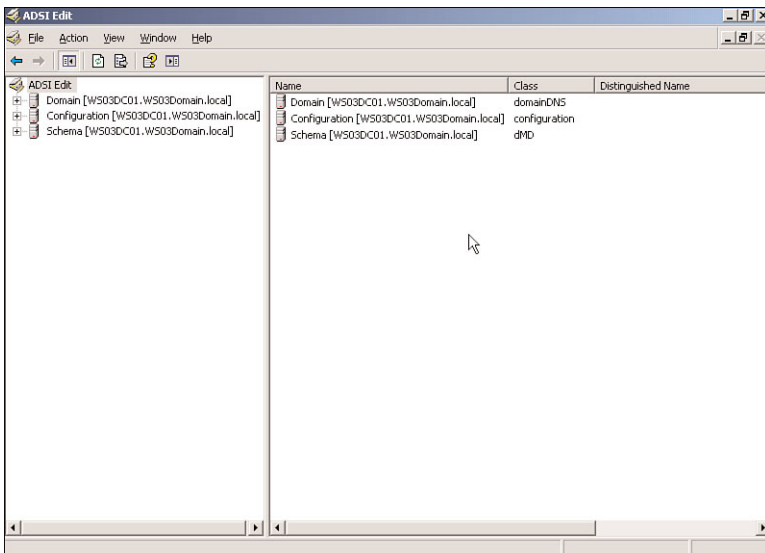 ADSI Edit
File Action View Window Help
ADSI Edit
Domain [WS03DC01.WS03Domain.local]
Configuration [WS03DC01.WS03Domain.local]
Schema [WS03DC01.WS03Domain.local]
Name Class Distinguished Name
Domain [WS03DC01.WS03Domain.local] domainDNS
Configuration [WS03DC01.WS03Domain.local] configuration
Schema [WS03DC01.WS03Domain.local] dMD